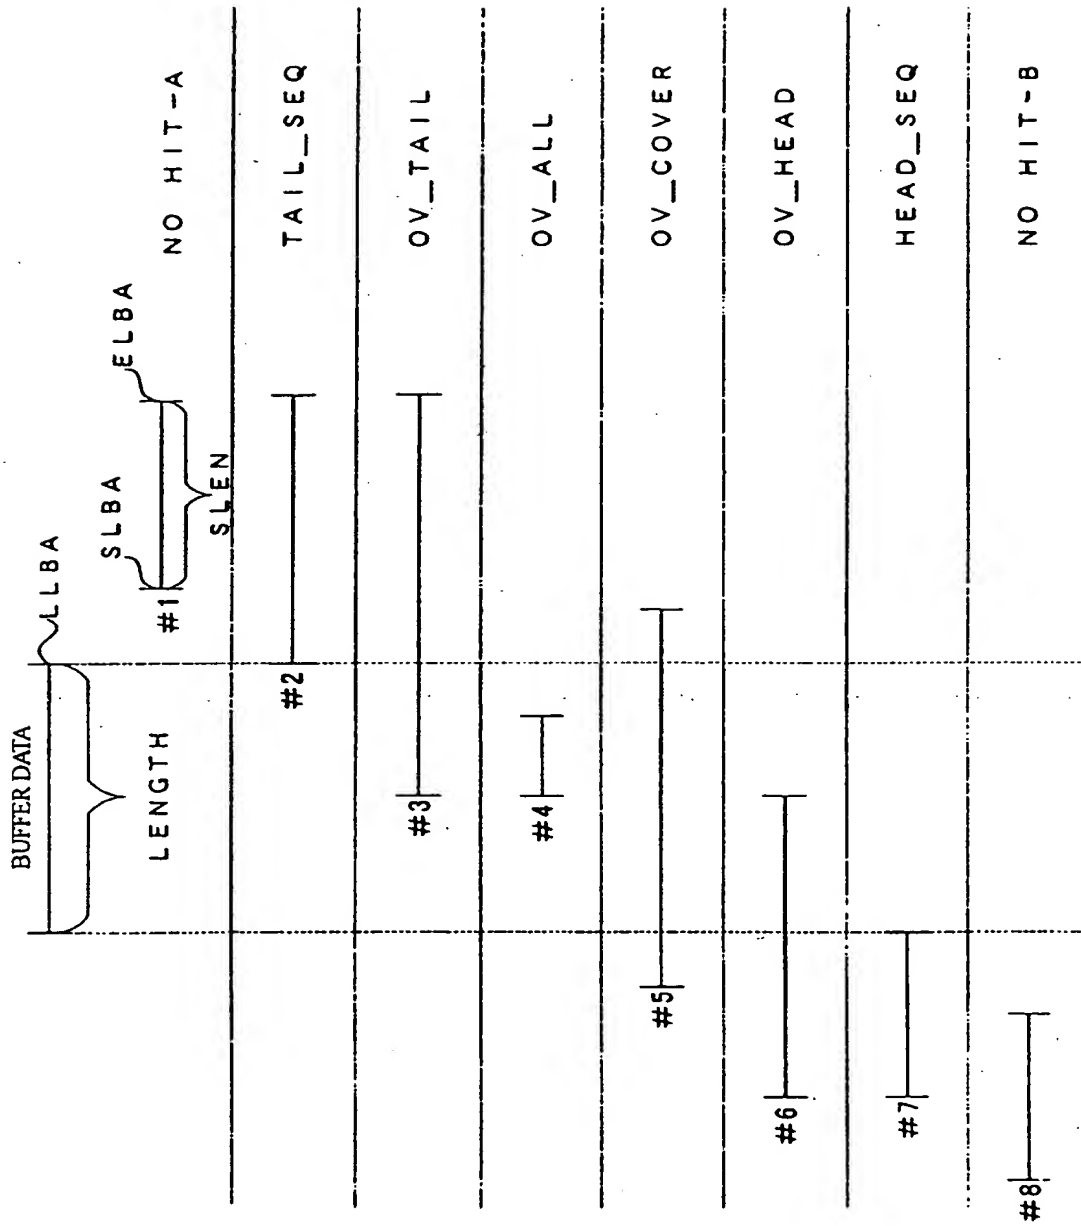 BUFFER DATA
LLBA
LENGTH
SLBA
ELBA
#1
SLEN
NO HIT-A
#2
TAIL_SEQ
#3
OV_TAIL
#4
OV_ALL
#5
OV_COVER
#6
OV_HEAD
#7
HEAD_SEQ
#8
NO HIT-B